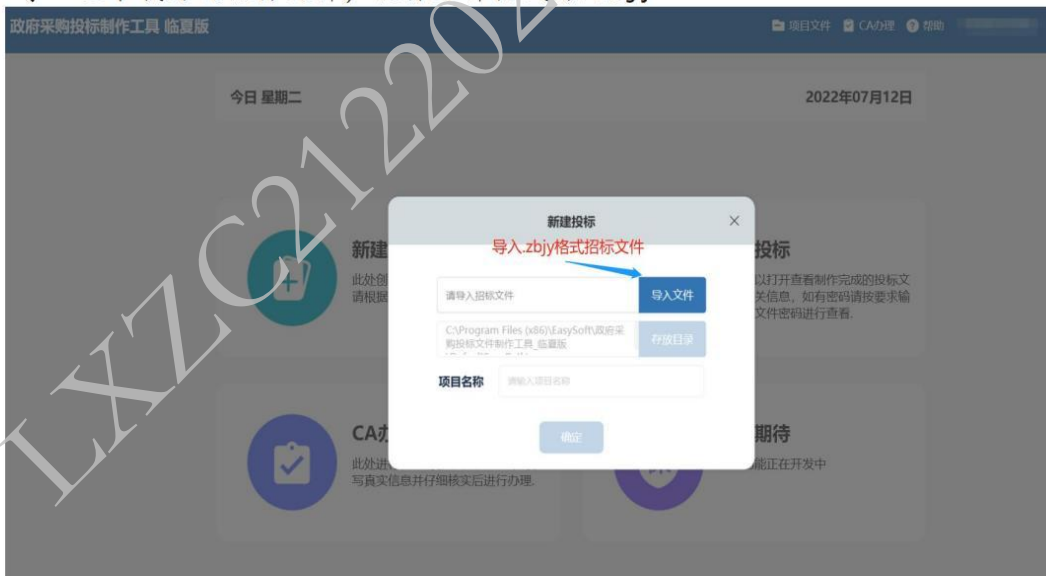 政府采购投标制作工具 临夏版
项目文件 CA办理 帮助
今日 星期二 2022年07月12日
新建投标
导入.zbjy格式招标文件
新建
投标
此处创
请根据
以打开查看制作完成的投标文
关信息，如有密码请按要求输
文件密码进行查看.
请导入招标文件 导入文件
C:\Program Files (x86)\EasySoft\政府采
购投标文件制作工具_临夏版
存放目录
项目名称 请输入项目名称
确定
CA办
此处进
写真实信息并仔细核实后进行办理.
期待
能正在开发中
LXZC21220